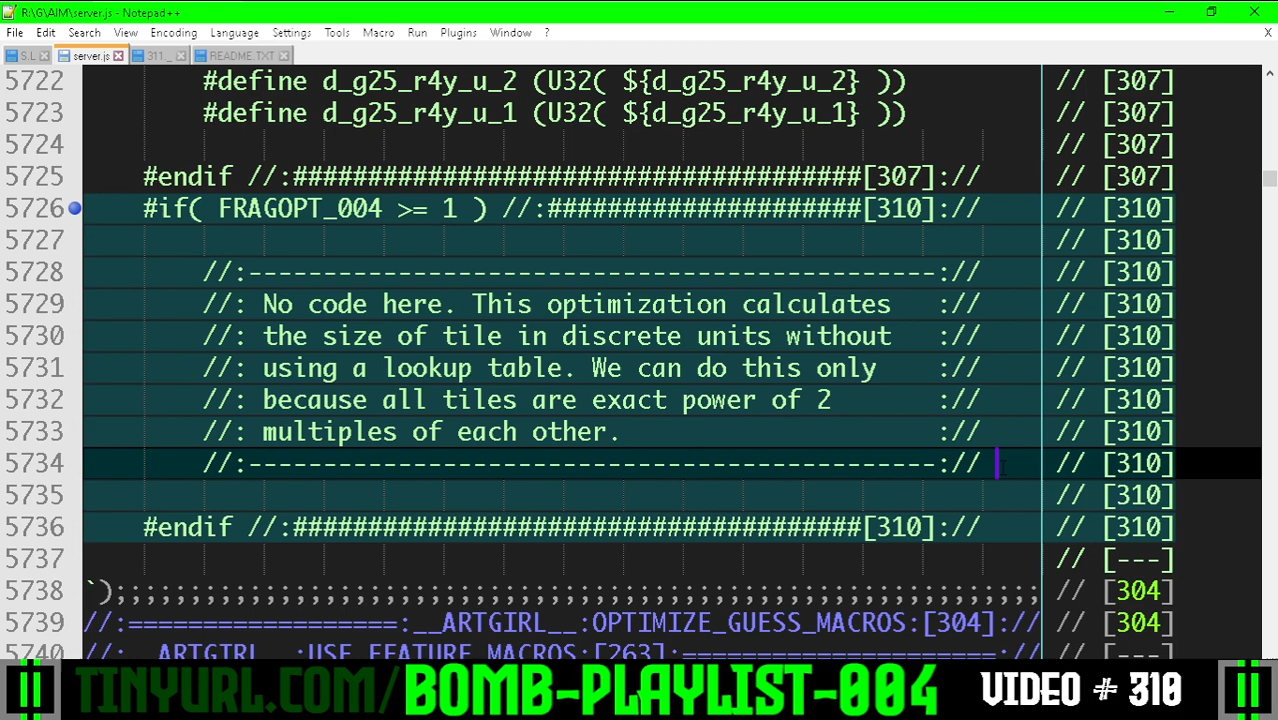 R:\G\AIM\server.js - Notepad++
File Edit Search View Encoding Language Settings Tools Macro Run Plugins Window ? X
S.L server.js 311._ README.TXT
5722 #define d_g25_r4y_u_2 (U32( ${d_g25_r4y_u_2} )) // [307]
5723 #define d_g25_r4y_u_1 (U32( ${d_g25_r4y_u_1} )) // [307]
5724 // [307]
5725 #endif //:######################################[307]:// // [307]
5726 #if( FRAGOPT_004 >= 1 ) //:#####################[310]:// // [310]
5727 // [310]
5728 //:----------------------------------------------:// // [310]
5729 //: No code here. This optimization calculates :// // [310]
5730 //: the size of tile in discrete units without :// // [310]
5731 //: using a lookup table. We can do this only :// // [310]
5732 //: because all tiles are exact power of 2 :// // [310]
5733 //: multiples of each other. :// // [310]
5734 //:----------------------------------------------:// // [310]
5735 // [310]
5736 #endif //:######################################[310]:// // [310]
5737 // [---]
5738 `);;;;;;;;;;;;;;;;;;;;;;;;;;;;;;;;;;;;;;;;;;;;;;;;;;;;;;;;;;;;;; // [304]
5739 //:==================:__ARTGIRL__:OPTIMIZE_GUESS_MACROS:[304]:// // [304]
5740 //:__ARTGIRL__:USE_FEATURE_MACROS:[263]:=====================:// // [---]
TINYURL.COM/BOMB-PLAYLIST-004 VIDEO # 310